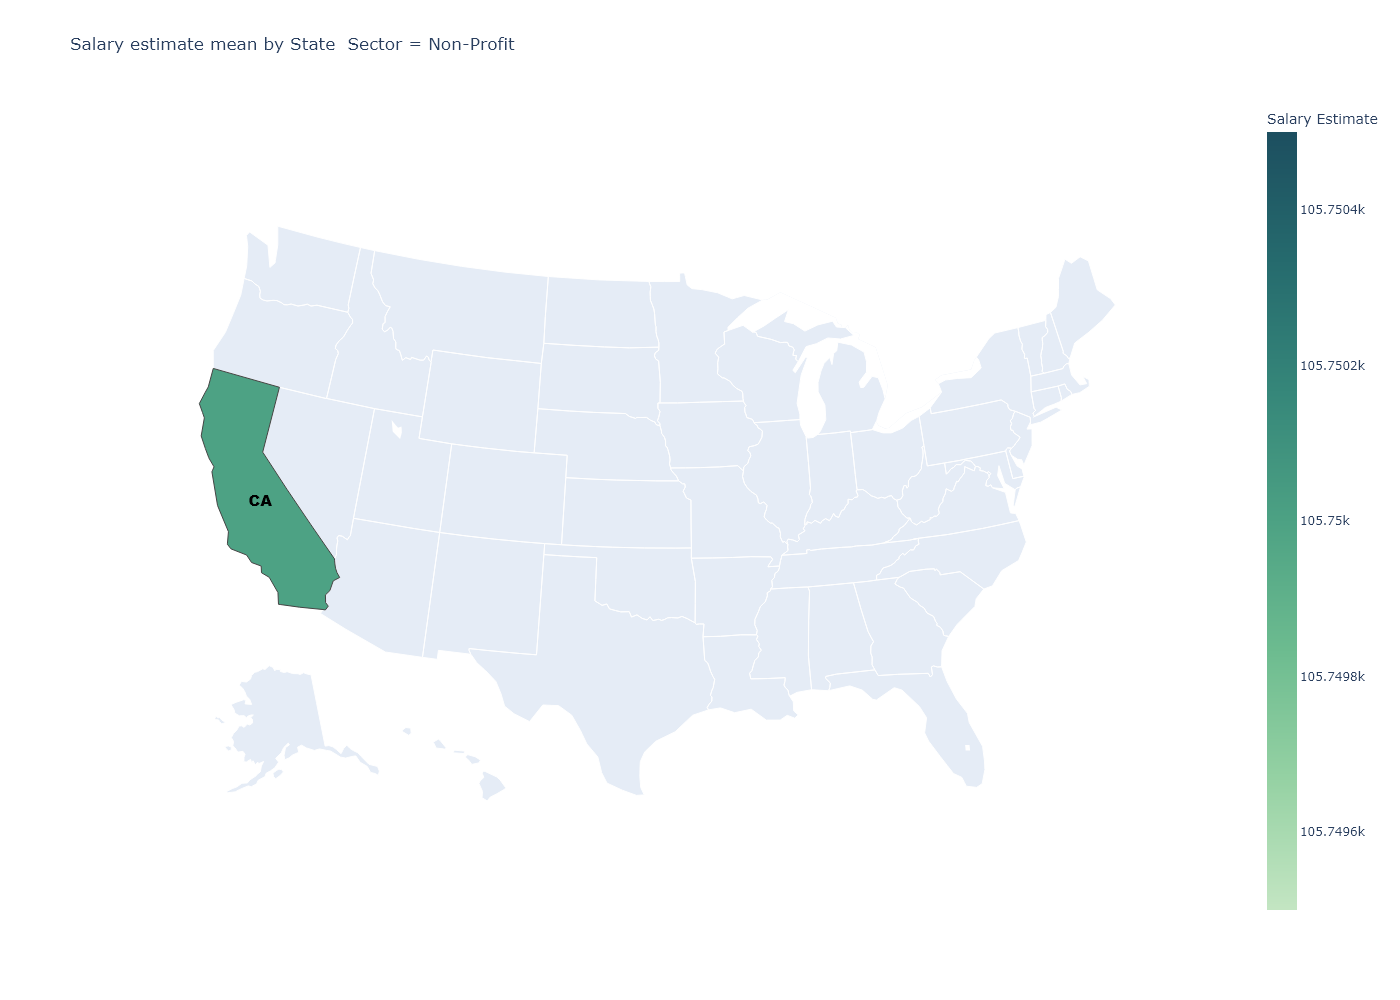 Salary estimate mean by State  Sector = Non-Profit
Salary Estimate
105.7504k
105.7502k
105.75k
105.7498k
105.7496k
CA